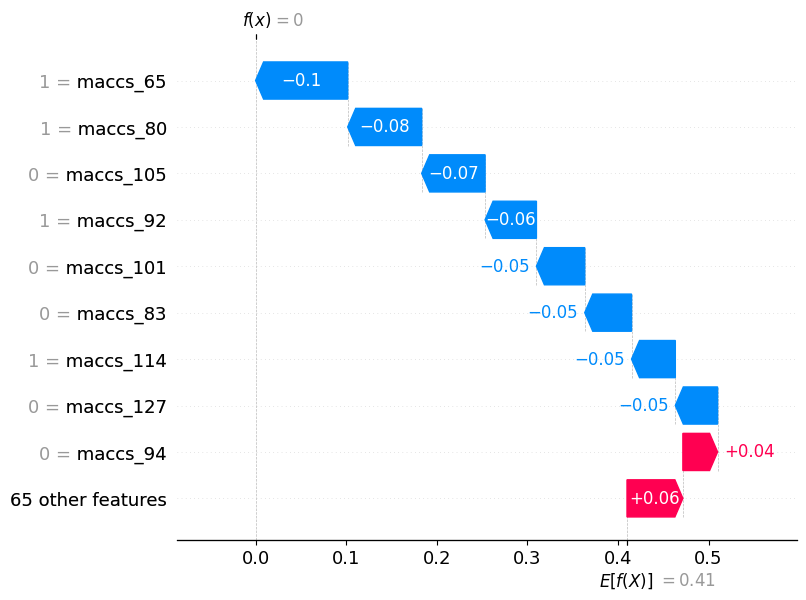 f(x) = 0
1 = maccs_65
−0.1
1 = maccs_80
−0.08
0 = maccs_105
−0.07
1 = maccs_92
−0.06
0 = maccs_101
−0.05
0 = maccs_83
−0.05
1 = maccs_114
−0.05
0 = maccs_127
−0.05
0 = maccs_94
+0.04
65 other features
+0.06
0.0 0.1 0.2 0.3 0.4 0.5
E[f(X)] = 0.41